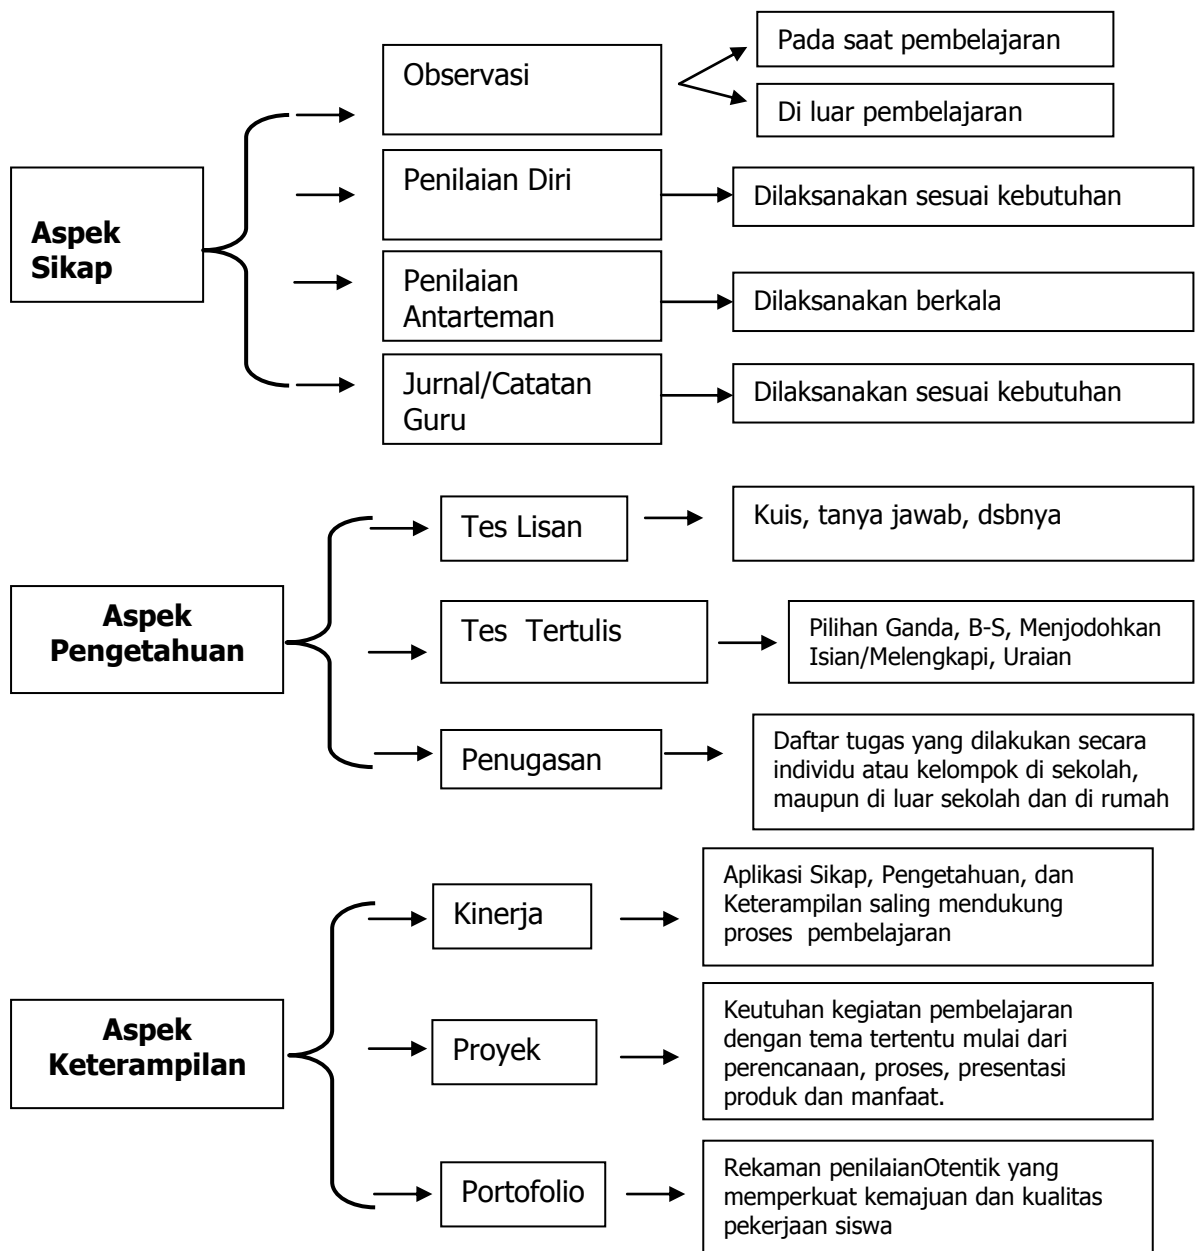 Pada saat pembelajaran
Observasi
Di luar pembelajaran
Penilaian Diri
Dilaksanakan sesuai kebutuhan
Aspek
Sikap
Penilaian
Antarteman
Dilaksanakan berkala
Jurnal/Catatan
Guru
Dilaksanakan sesuai kebutuhan
Tes Lisan
Kuis, tanya jawab, dsbnya
Aspek
Pengetahuan
Tes Tertulis
Pilihan Ganda, B-S, Menjodohkan
Isian/Melengkapi, Uraian
Penugasan
Daftar tugas yang dilakukan secara
individu atau kelompok di sekolah,
maupun di luar sekolah dan di rumah
Kinerja
Aplikasi Sikap, Pengetahuan, dan
Keterampilan saling mendukung
proses pembelajaran
Aspek
Keterampilan
Proyek
Keutuhan kegiatan pembelajaran
dengan tema tertentu mulai dari
perencanaan, proses, presentasi
produk dan manfaat.
Portofolio
Rekaman penilaianOtentik yang
memperkuat kemajuan dan kualitas
pekerjaan siswa